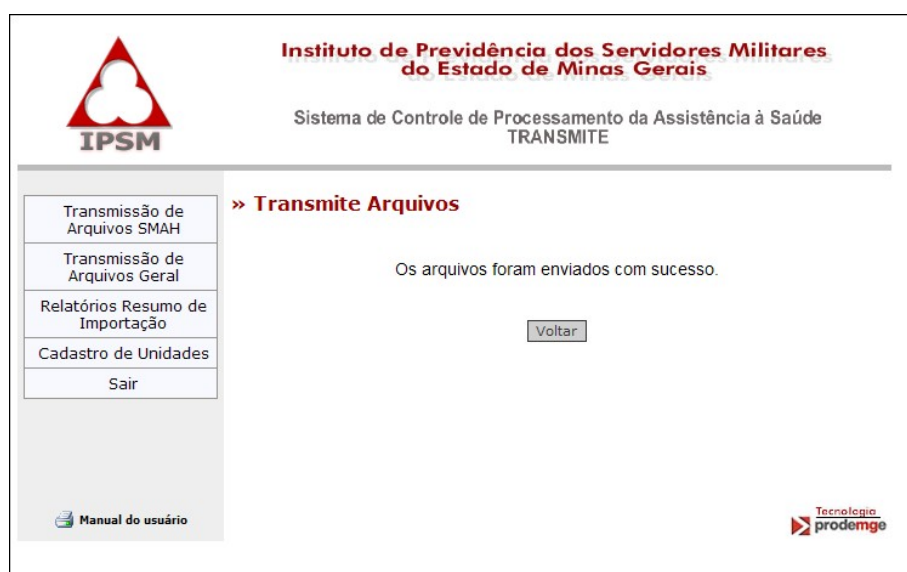 Instituto de Previdência dos Servidores Militares
do Estado de Minas Gerais
Sistema de Controle de Processamento da Assistência à Saúde
TRANSMITE
IPSM
Transmissão de
Arquivos SMAH
Transmissão de
Arquivos Geral
Relatórios Resumo de
Importação
Cadastro de Unidades
Sair
Manual do usuário
» Transmite Arquivos
Os arquivos foram enviados com sucesso.
Voltar
Tecnologia
prodemge